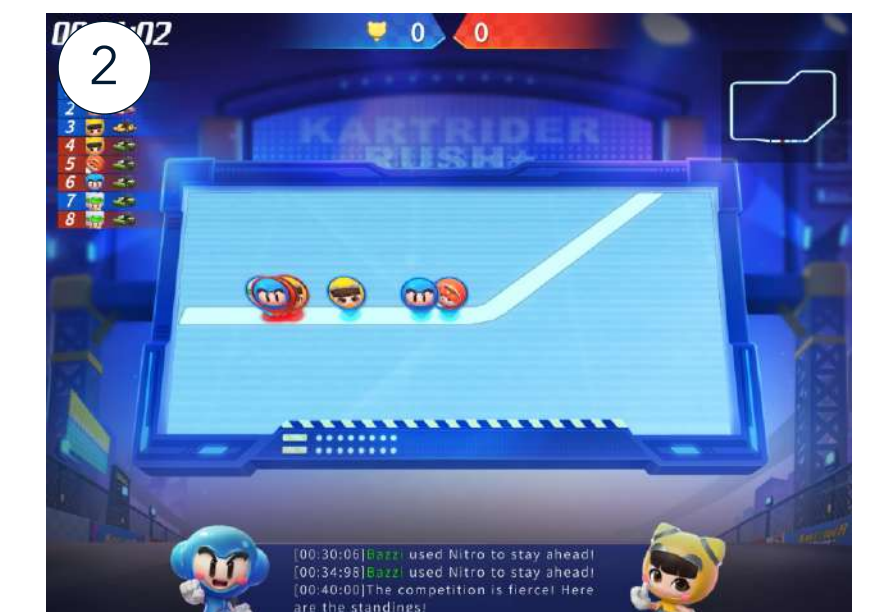 02
0 0
2
2
3
4
5
6
7
8
KARTRIDER
RUSH+
[00:30:06]Bazzi used Nitro to stay ahead!
[00:34:98]Bazzi used Nitro to stay ahead!
[00:40:00]The competition is fierce! Here
are the standings!